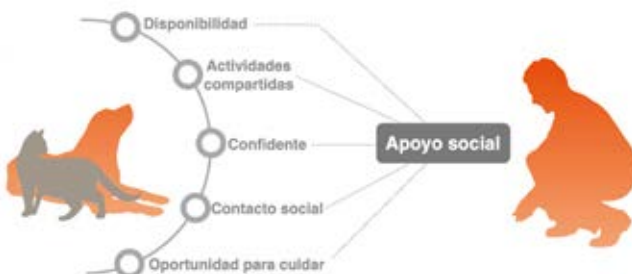 Disponibilidad
Actividades
compartidas
Confidente
Apoyo social
Contacto social
Oportunidad para cuidar